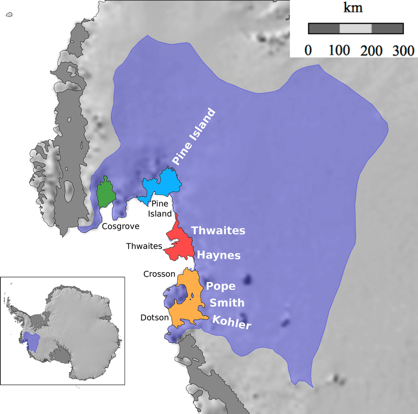 km
0 100 200 300
Pine Island
Pine
Island
Cosgrove
Thwaites
Thwaites
Haynes
Crosson
Pope
Smith
Dotson
Kohler